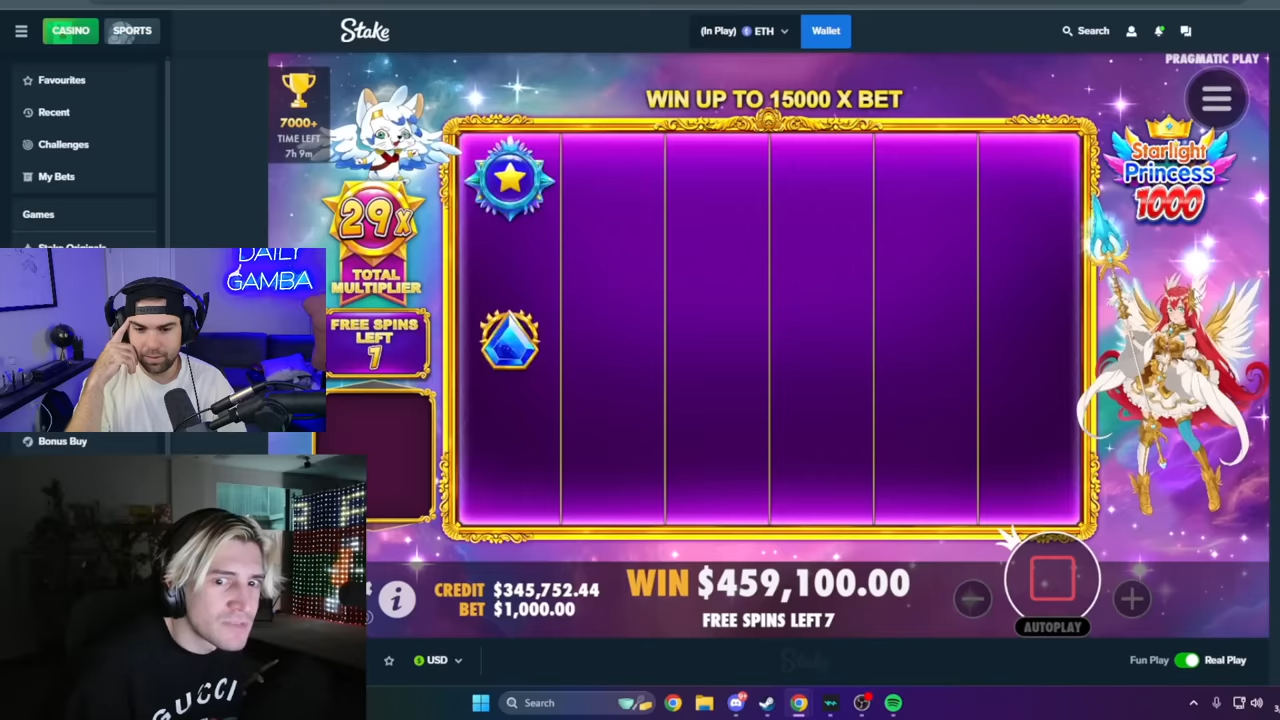 CASINO
SPORTS
Stake
(In Play) ETH
Wallet
Search
Favourites
Recent
Challenges
My Bets
Games
Stake Originals
Bonus Buy
PRAGMATIC PLAY
7000+
TIME LEFT
7h 9m
WIN UP TO 15000 X BET
Starlight
Princess
1000
29x
TOTAL
MULTIPLIER
FREE SPINS
LEFT
7
DAILY
GAMBA
GUCCI
CREDIT $345,752.44
BET $1,000.00
WIN $459,100.00
FREE SPINS LEFT 7
AUTOPLAY
USD
Stake
Fun Play
Real Play
Search